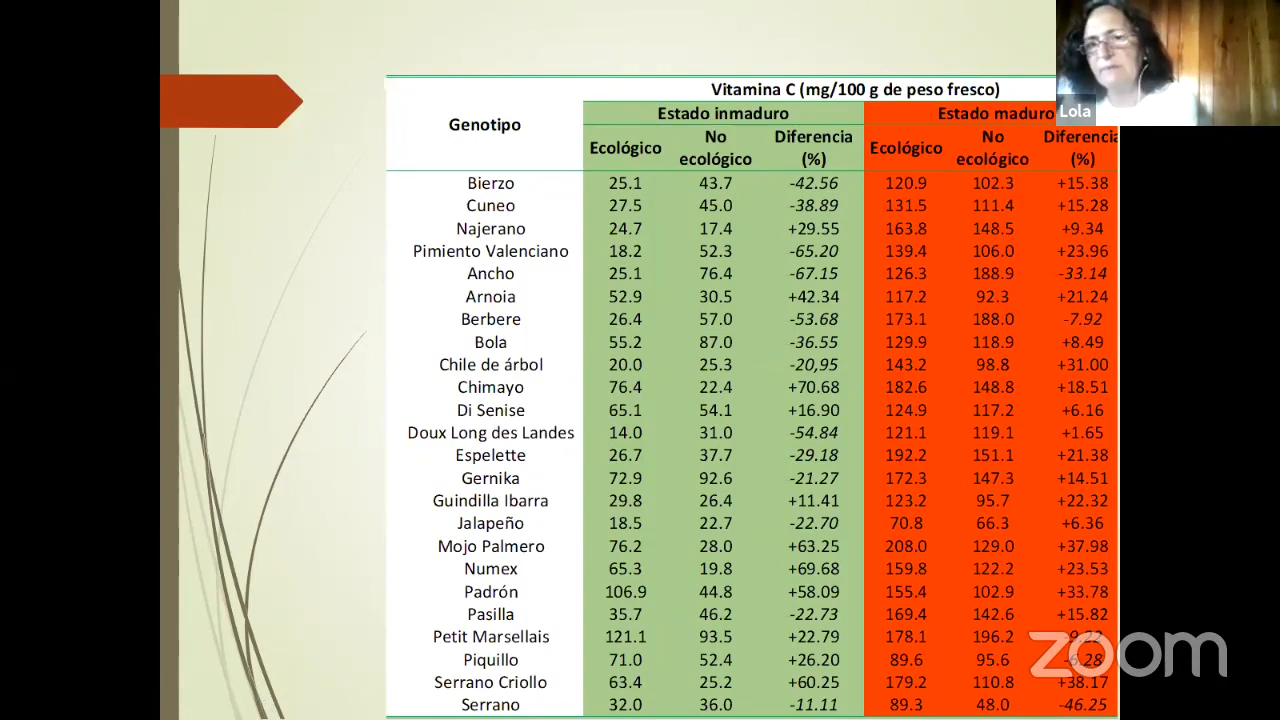 Vitamina C (mg/100 g de peso fresco)
Genotipo
Estado inmaduro Estado maduro
Ecológico No ecológico Diferencia (%) Ecológico No ecológico Diferencia (%)
Bierzo 25.1 43.7 -42.56 120.9 102.3 +15.38
Cuneo 27.5 45.0 -38.89 131.5 111.4 +15.28
Najerano 24.7 17.4 +29.55 163.8 148.5 +9.34
Pimiento Valenciano 18.2 52.3 -65.20 139.4 106.0 +23.96
Ancho 25.1 76.4 -67.15 126.3 188.9 -33.14
Arnoia 52.9 30.5 +42.34 117.2 92.3 +21.24
Berbere 26.4 57.0 -53.68 173.1 188.0 -7.92
Bola 55.2 87.0 -36.55 129.9 118.9 +8.49
Chile de árbol 20.0 25.3 -20,95 143.2 98.8 +31.00
Chimayo 76.4 22.4 +70.68 182.6 148.8 +18.51
Di Senise 65.1 54.1 +16.90 124.9 117.2 +6.16
Doux Long des Landes 14.0 31.0 -54.84 121.1 119.1 +1.65
Espelette 26.7 37.7 -29.18 192.2 151.1 +21.38
Gernika 72.9 92.6 -21.27 172.3 147.3 +14.51
Guindilla Ibarra 29.8 26.4 +11.41 123.2 95.7 +22.32
Jalapeño 18.5 22.7 -22.70 70.8 66.3 +6.36
Mojo Palmero 76.2 28.0 +63.25 208.0 129.0 +37.98
Numex 65.3 19.8 +69.68 159.8 122.2 +23.53
Padrón 106.9 44.8 +58.09 155.4 102.9 +33.78
Pasilla 35.7 46.2 -22.73 169.4 142.6 +15.82
Petit Marsellais 121.1 93.5 +22.79 178.1 196.2 -9.22
Piquillo 71.0 52.4 +26.20 89.6 95.6 -6.28
Serrano Criollo 63.4 25.2 +60.25 179.2 110.8 +38.17
Serrano 32.0 36.0 -11.11 89.3 48.0 -46.25
Lola
zoom